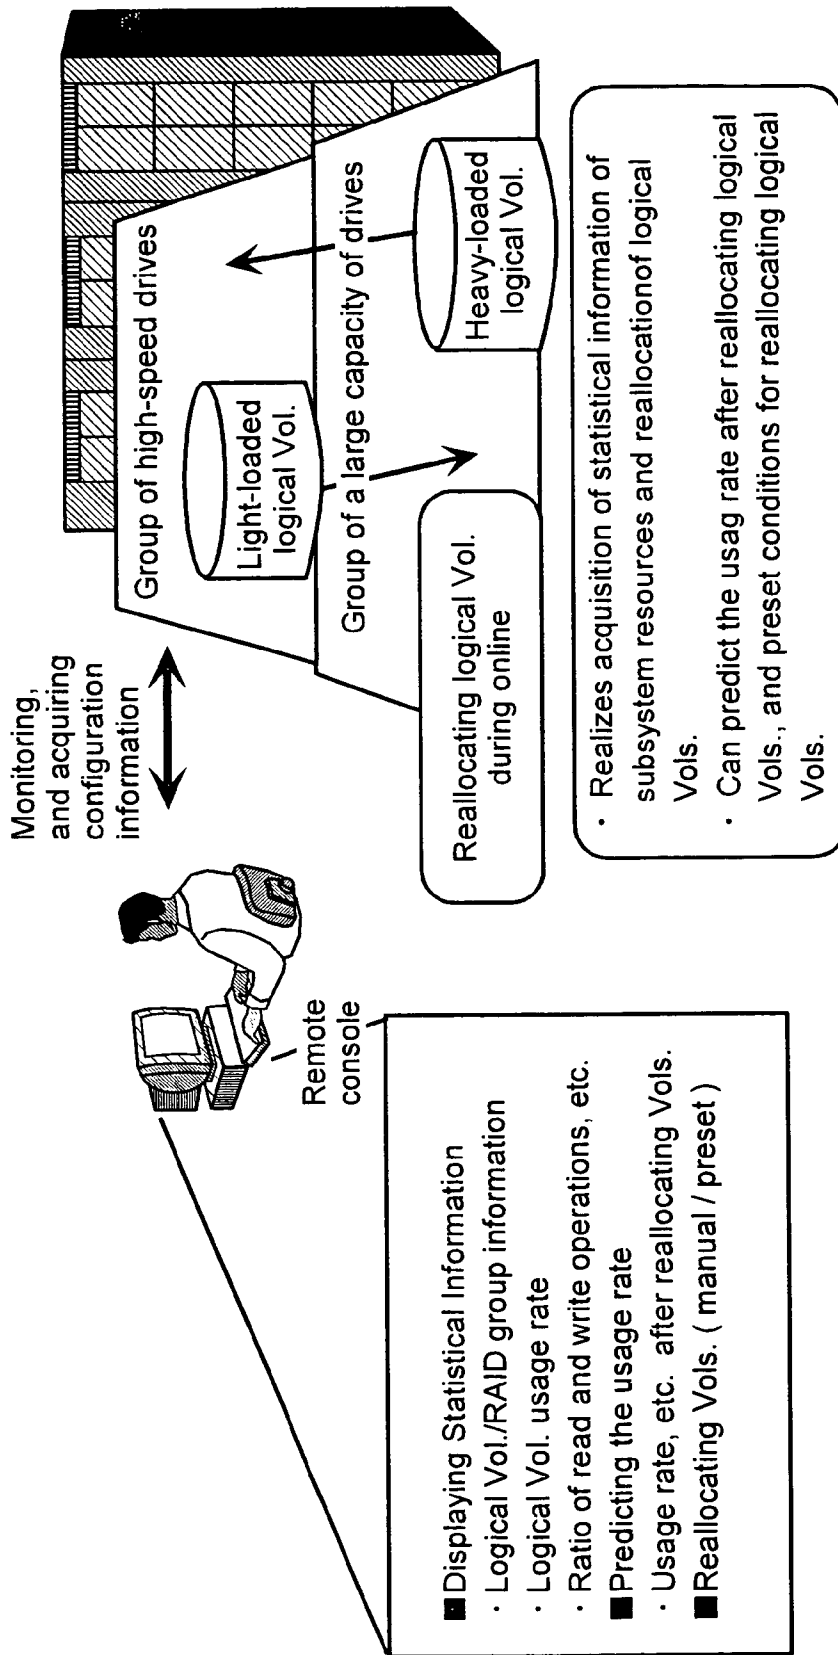 Monitoring,
and acquiring
configuration
information
Group of high-speed drives
Light-loaded
logical Vol.
Group of a large capacity of drives
Heavy-loaded
logical Vol.
Reallocating logical Vol.
during online
Remote
console
■ Displaying Statistical Information
· Logical Vol./RAID group information
· Logical Vol. usage rate
· Ratio of read and write operations, etc.
■ Predicting the usage rate
· Usage rate, etc. after reallocating Vols.
■ Reallocating Vols. ( manual / preset )
· Realizes acquisition of statistical information of
subsystem resources and reallocationof logical
Vols.
· Can predict the usag rate after reallocating logical
Vols., and preset conditions for reallocating logical
Vols.